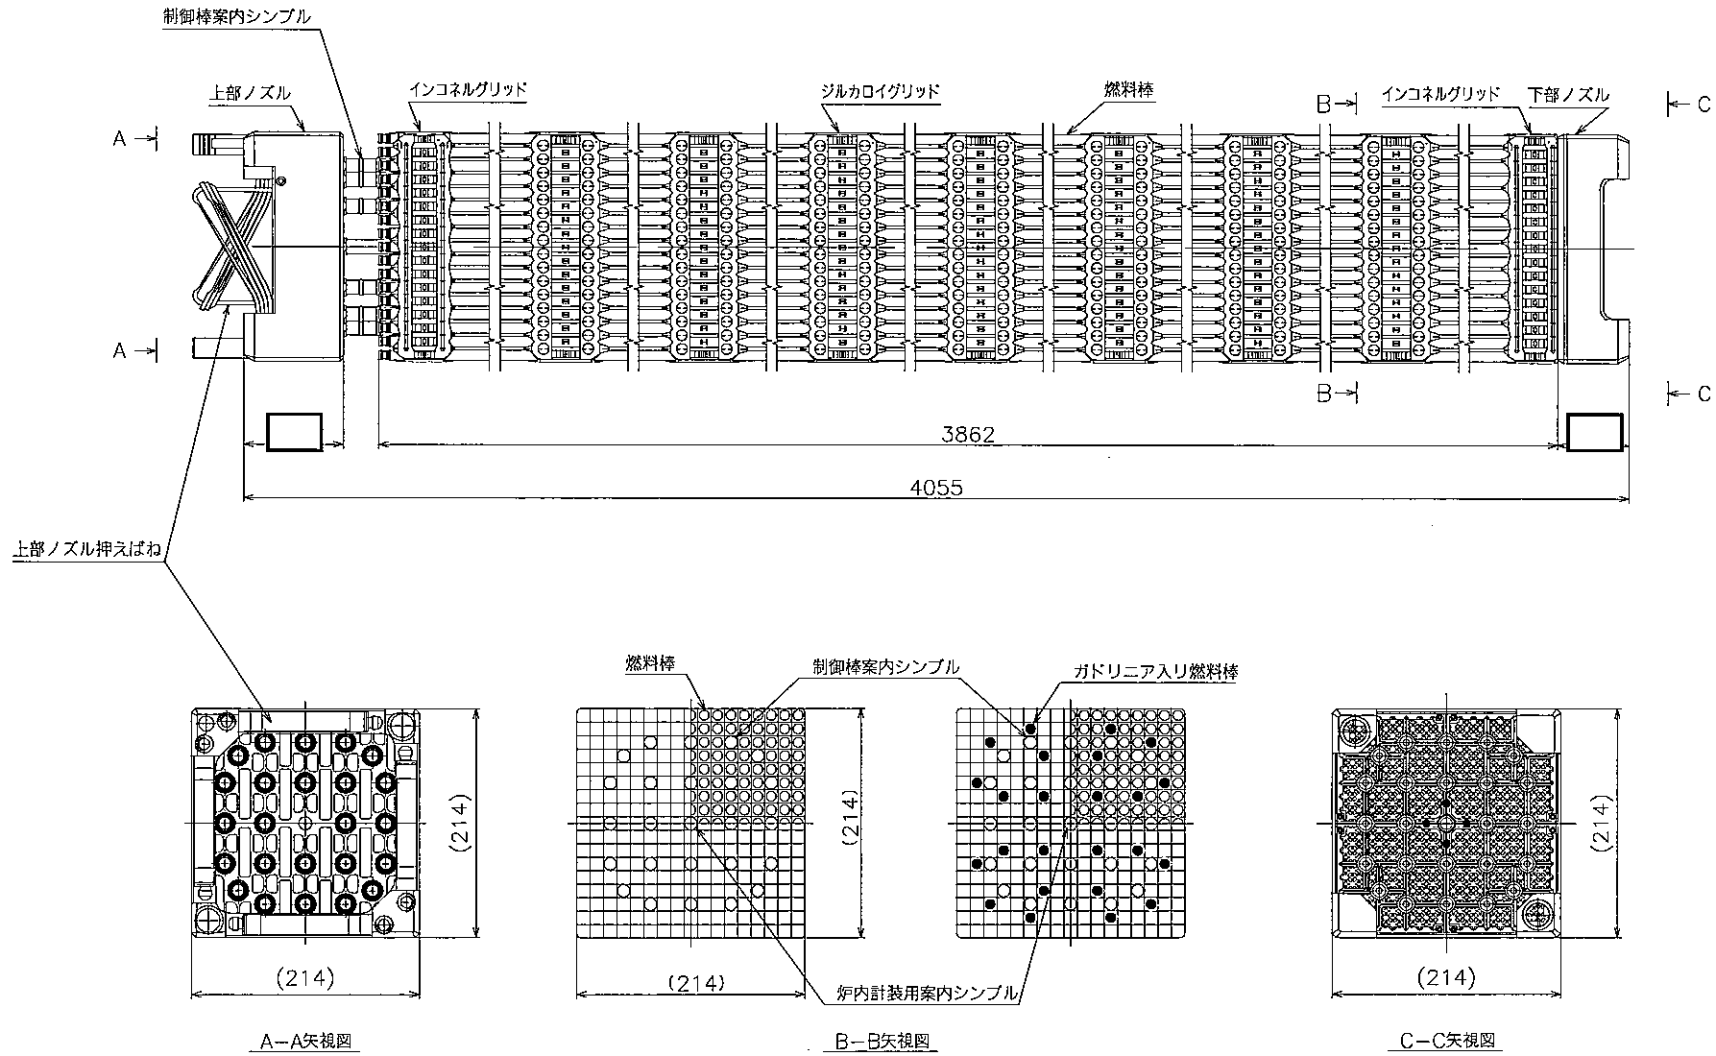 制御棒案内シンプル
上部ノズル
インコネルグリッド
ジルカロイグリッド
燃料棒
インコネルグリッド
下部ノズル
A
B
C
A
B
C
3862
4055
上部ノズル押えばね
燃料棒
制御棒案内シンプル
ガドリニア入り燃料棒
(214)
(214)
(214)
(214)
(214)
(214)
炉内計装用案内シンプル
A-A矢視図
B-B矢視図
C-C矢視図